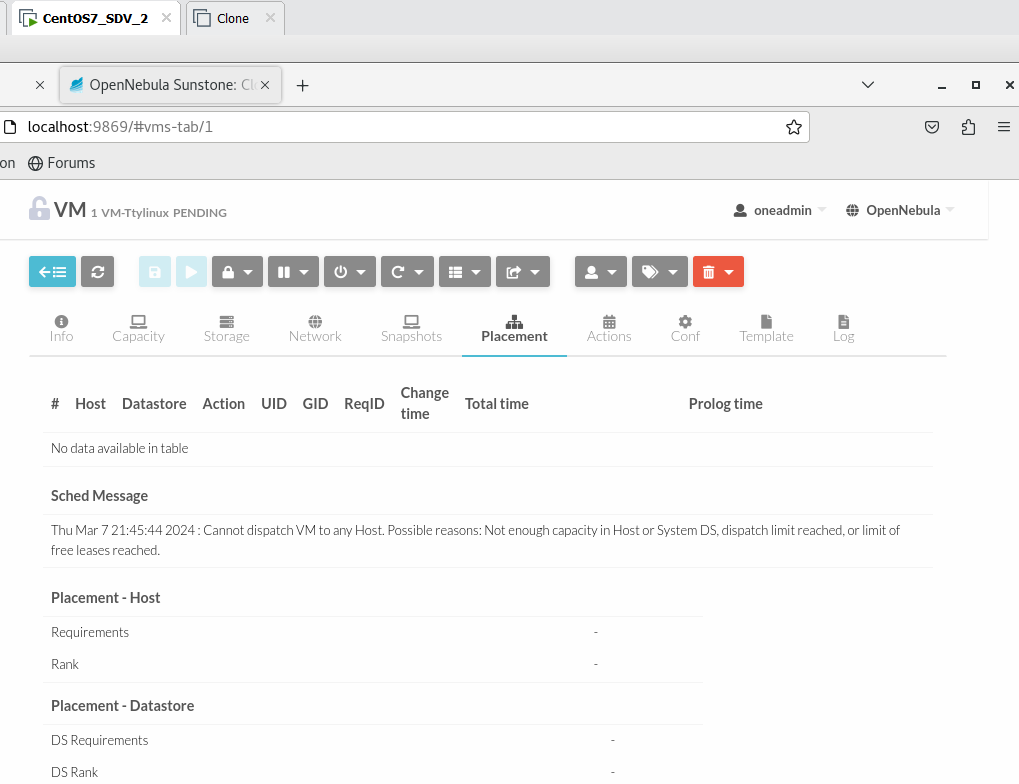 CentOS7_SDV_2
Clone
OpenNebula Sunstone: Cl
localhost:9869/#vms-tab/1
on Forums
VM 1 VM-Ttylinux PENDING
oneadmin OpenNebula
Info Capacity Storage Network Snapshots Placement Actions Conf Template Log
# Host Datastore Action UID GID ReqID Change time Total time Prolog time
No data available in table
Sched Message
Thu Mar 7 21:45:44 2024 : Cannot dispatch VM to any Host. Possible reasons: Not enough capacity in Host or System DS, dispatch limit reached, or limit of
free leases reached.
Placement - Host
Requirements -
Rank -
Placement - Datastore
DS Requirements -
DS Rank -